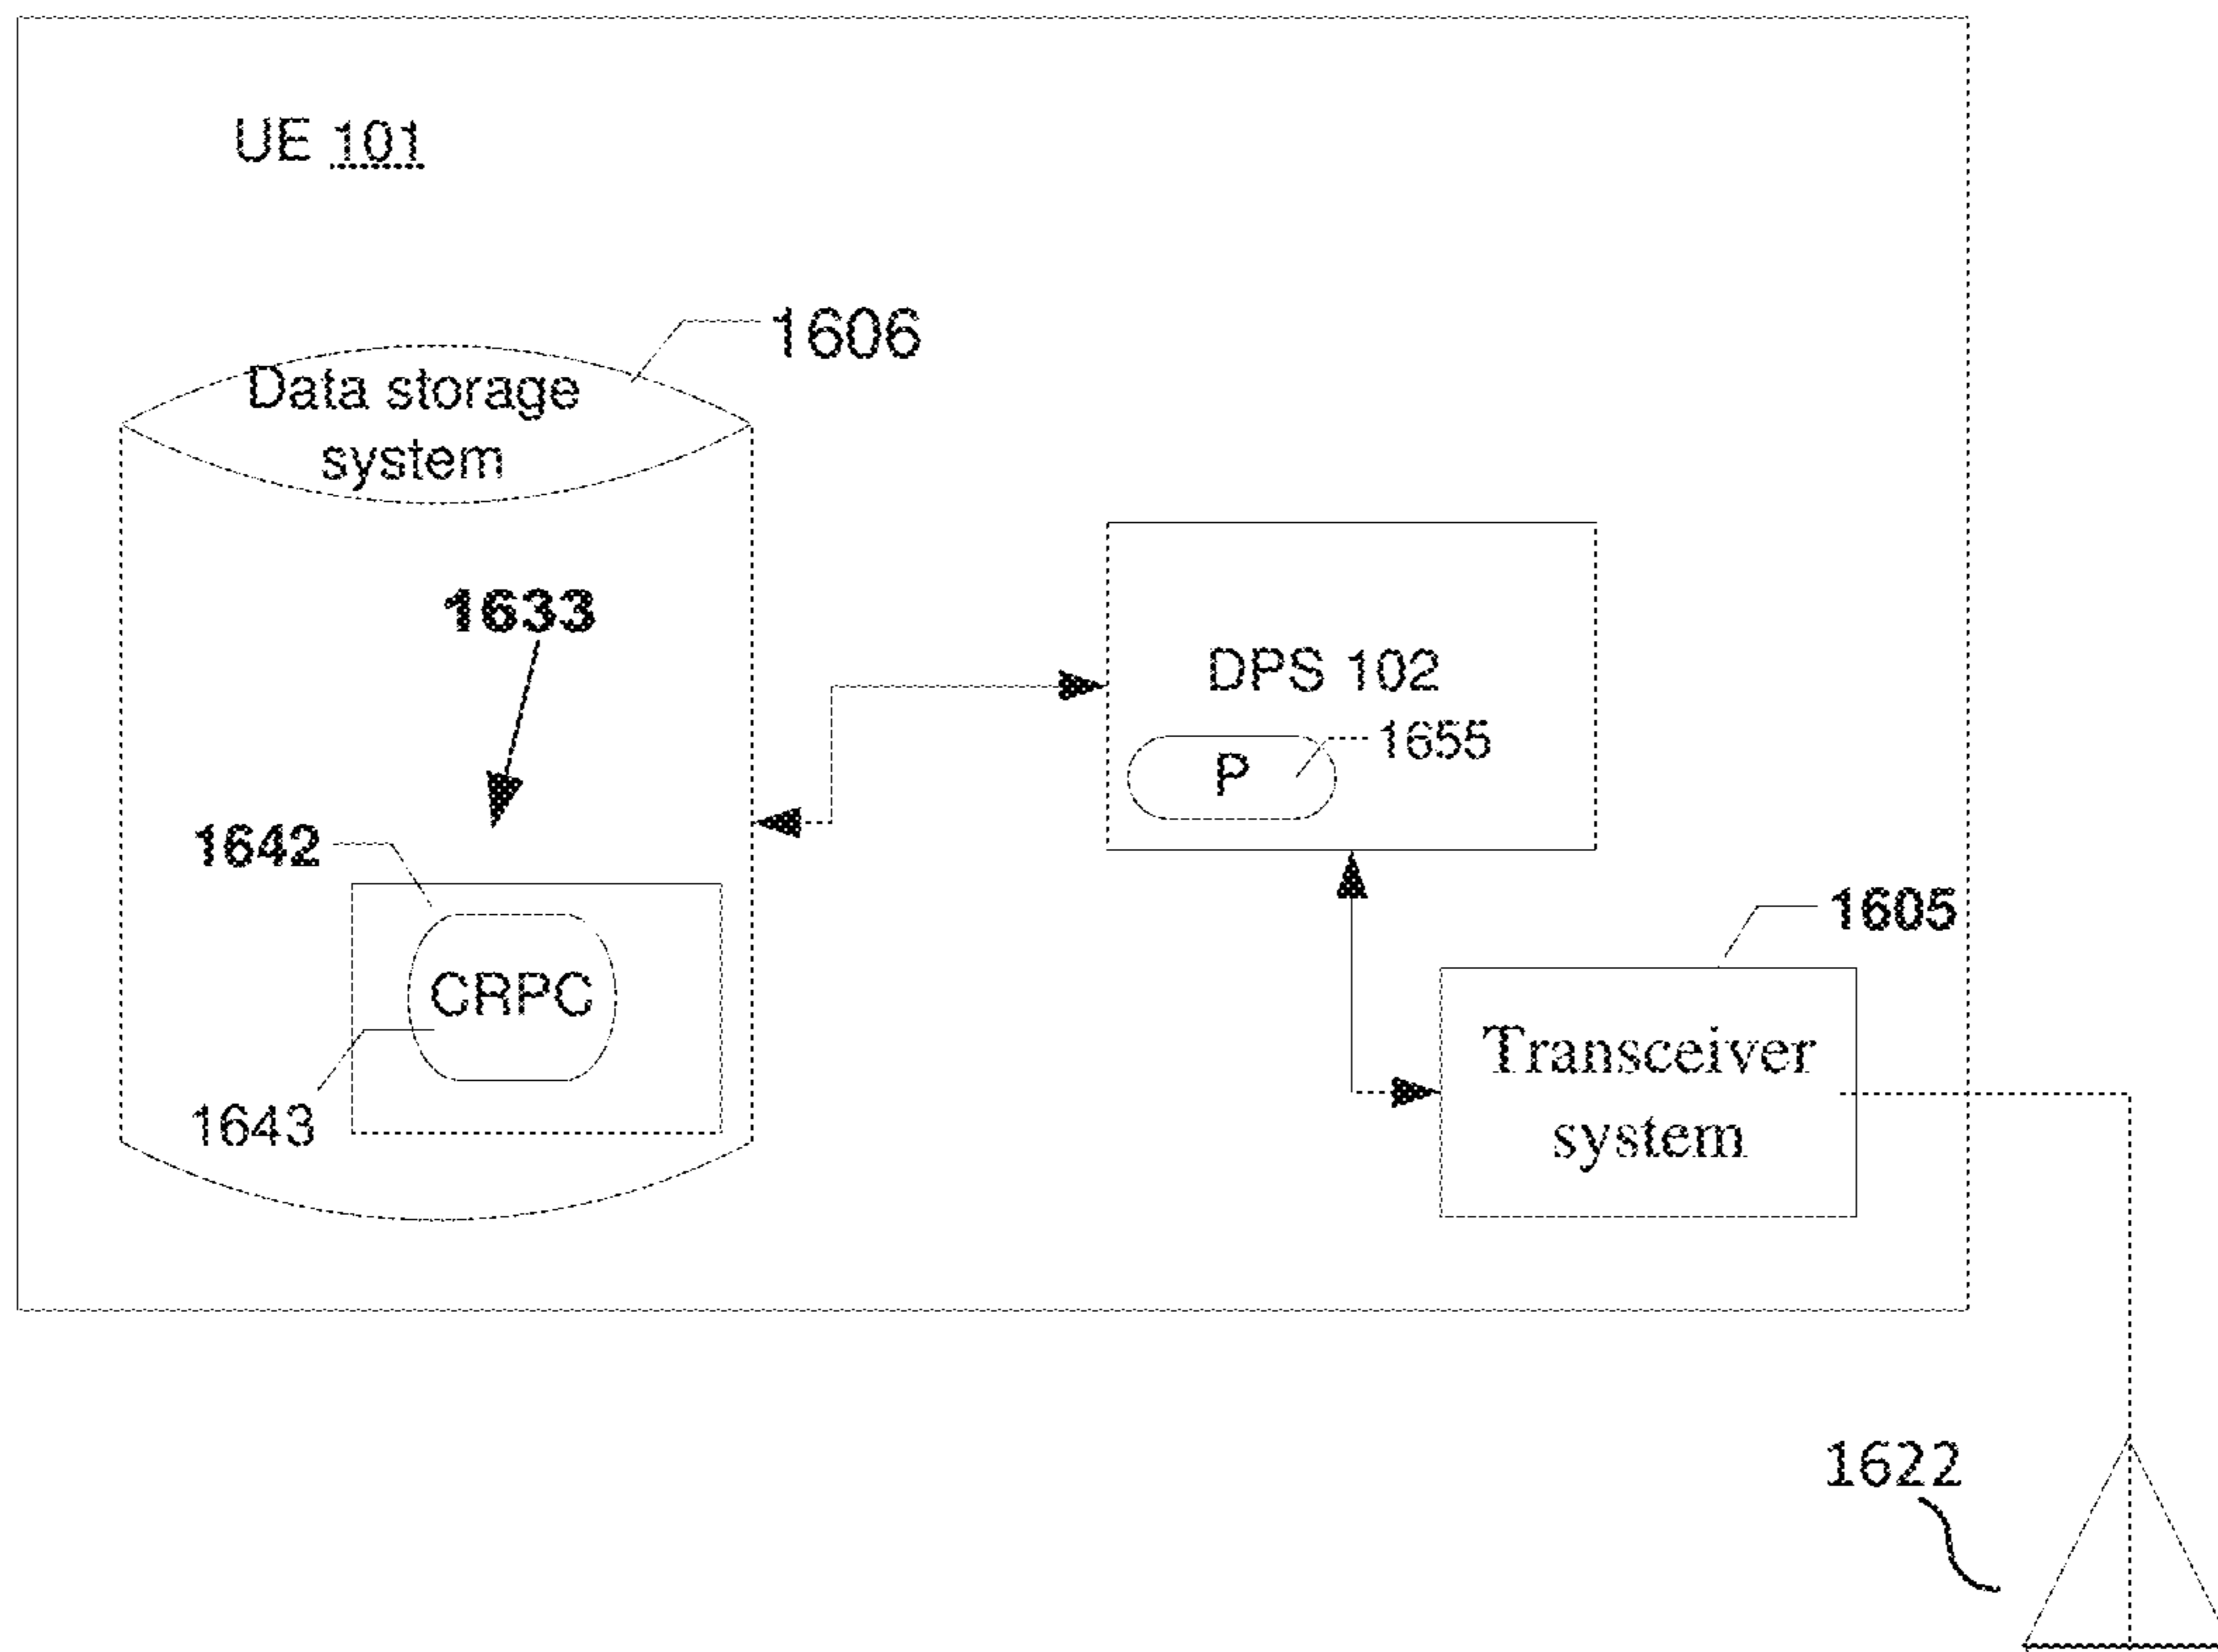 UE 101
1606
Data storage
system
1633
DPS 102
1655
P
1642
1605
CRPC
Transceiver
system
1643
1622